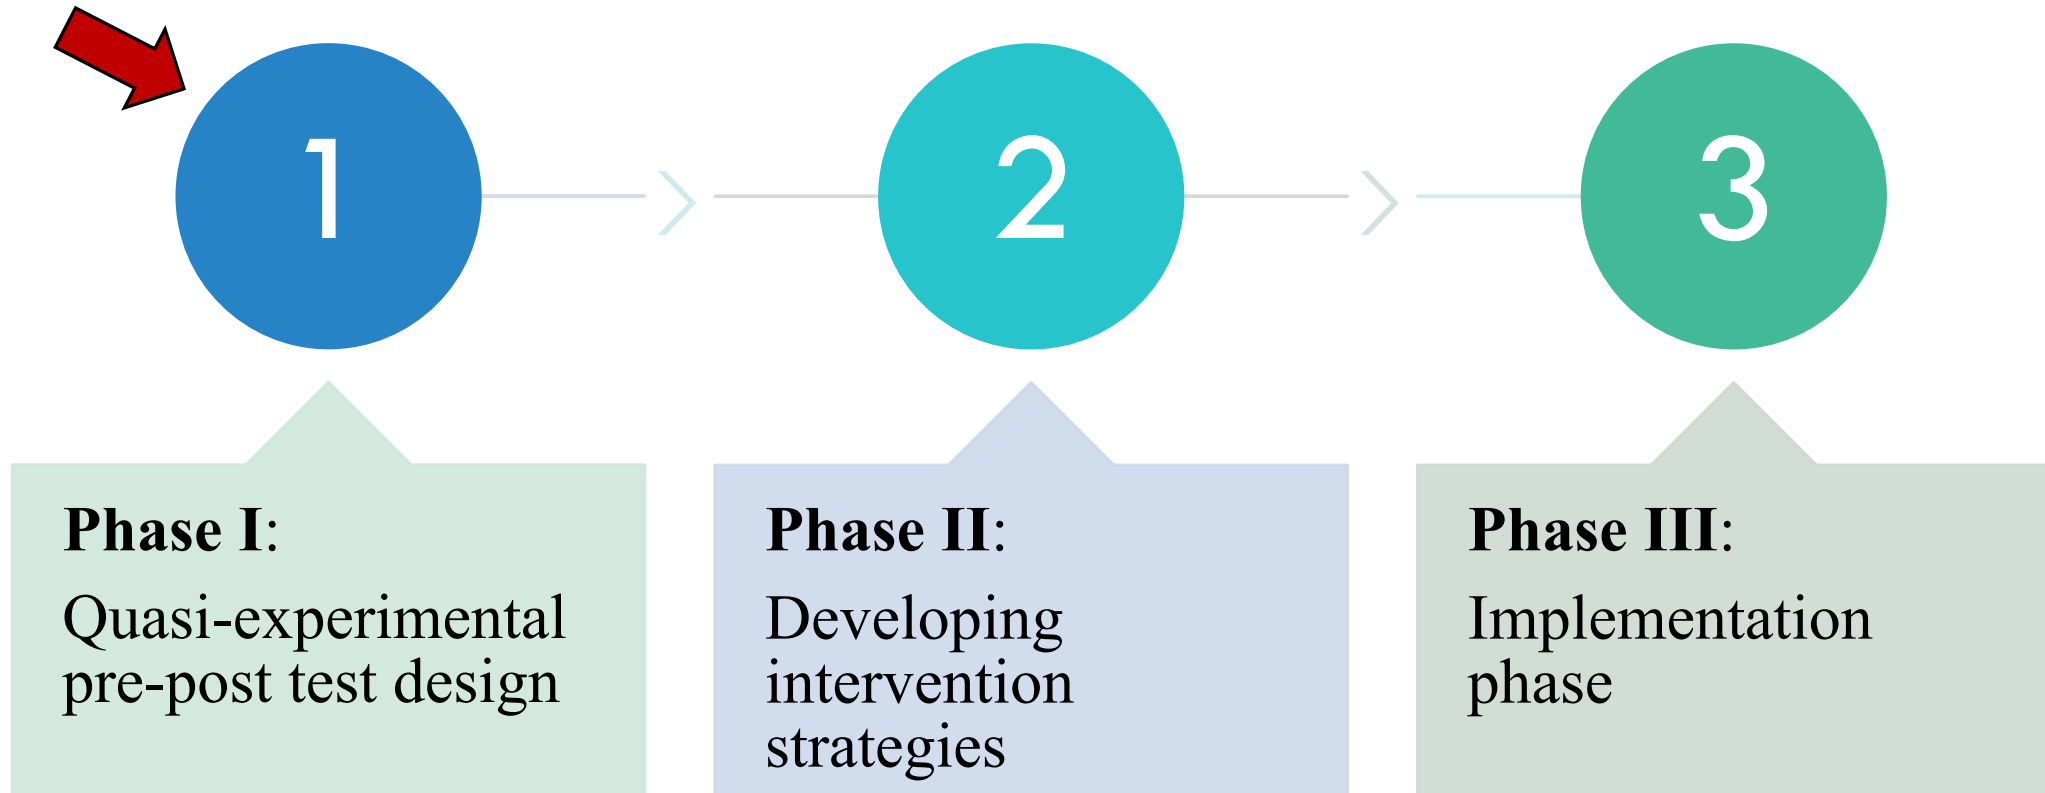 1
2
3
Phase I:
Quasi-experimental
pre-post test design
Phase II:
Developing
intervention
strategies
Phase III:
Implementation
phase